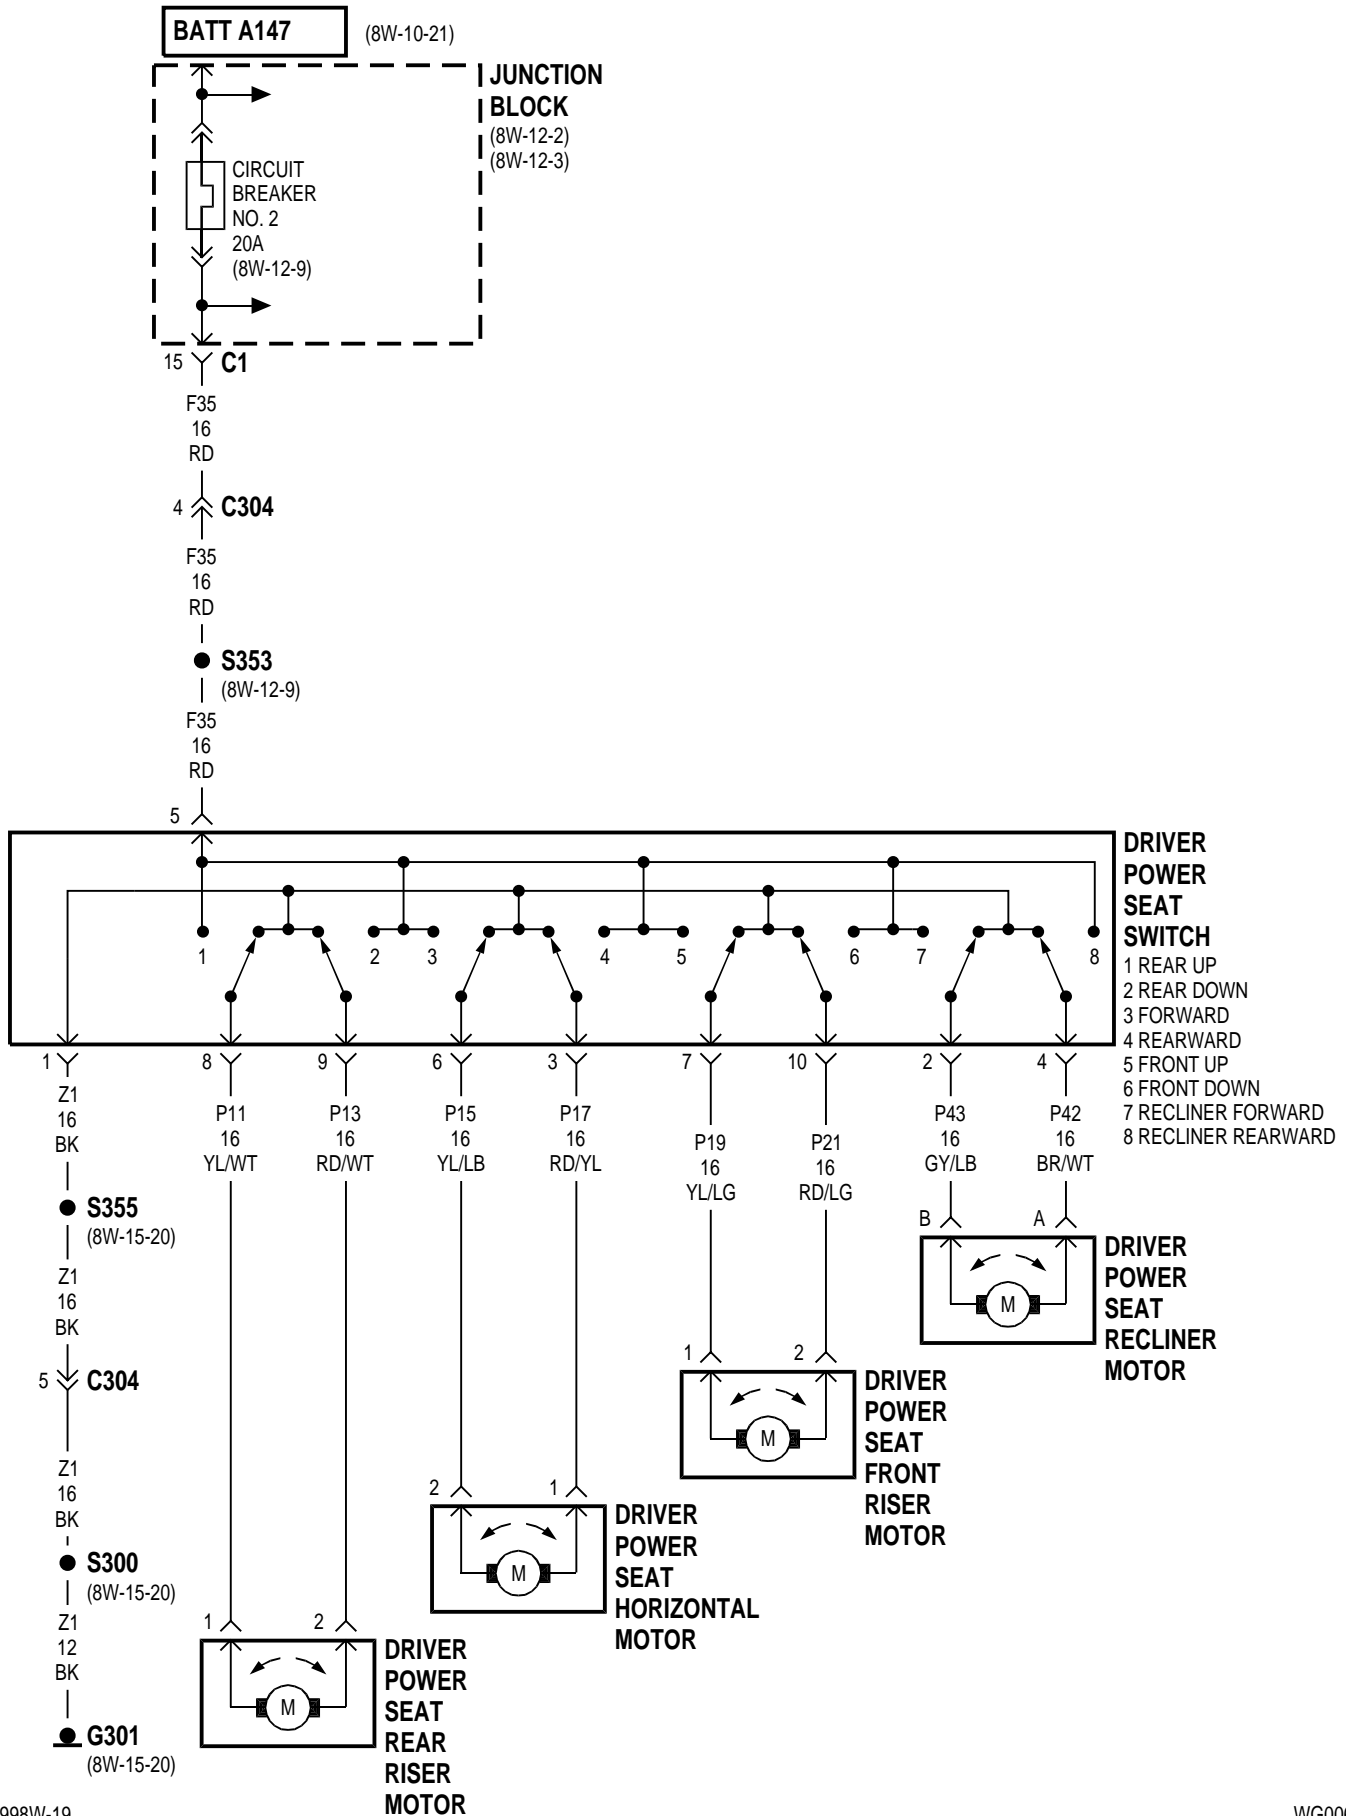 BATT A147 (8W-10-21)
JUNCTION
BLOCK
(8W-12-2)
(8W-12-3)
CIRCUIT
BREAKER
NO. 2
20A
(8W-12-9)
15 C1
F35
16
RD
4 C304
F35
16
RD
S353
(8W-12-9)
F35
16
RD
5
DRIVER
POWER
SEAT
SWITCH
1 REAR UP
2 REAR DOWN
3 FORWARD
4 REARWARD
5 FRONT UP
6 FRONT DOWN
7 RECLINER FORWARD
8 RECLINER REARWARD
1 2 3 4 5 6 7 8
1 8 9 6 3 7 10 2 4
Z1
16
BK
S355
(8W-15-20)
Z1
16
BK
5 C304
Z1
16
BK
S300
(8W-15-20)
Z1
12
BK
G301
(8W-15-20)
P11
16
YL/WT
P13
16
RD/WT
P15
16
YL/LB
P17
16
RD/YL
P19
16
YL/LG
P21
16
RD/LG
P43
16
GY/LB
P42
16
BR/WT
B A
M
DRIVER
POWER
SEAT
RECLINER
MOTOR
1 2
M
DRIVER
POWER
SEAT
FRONT
RISER
MOTOR
2 1
M
DRIVER
POWER
SEAT
HORIZONTAL
MOTOR
1 2
M
DRIVER
POWER
SEAT
REAR
RISER
MOTOR